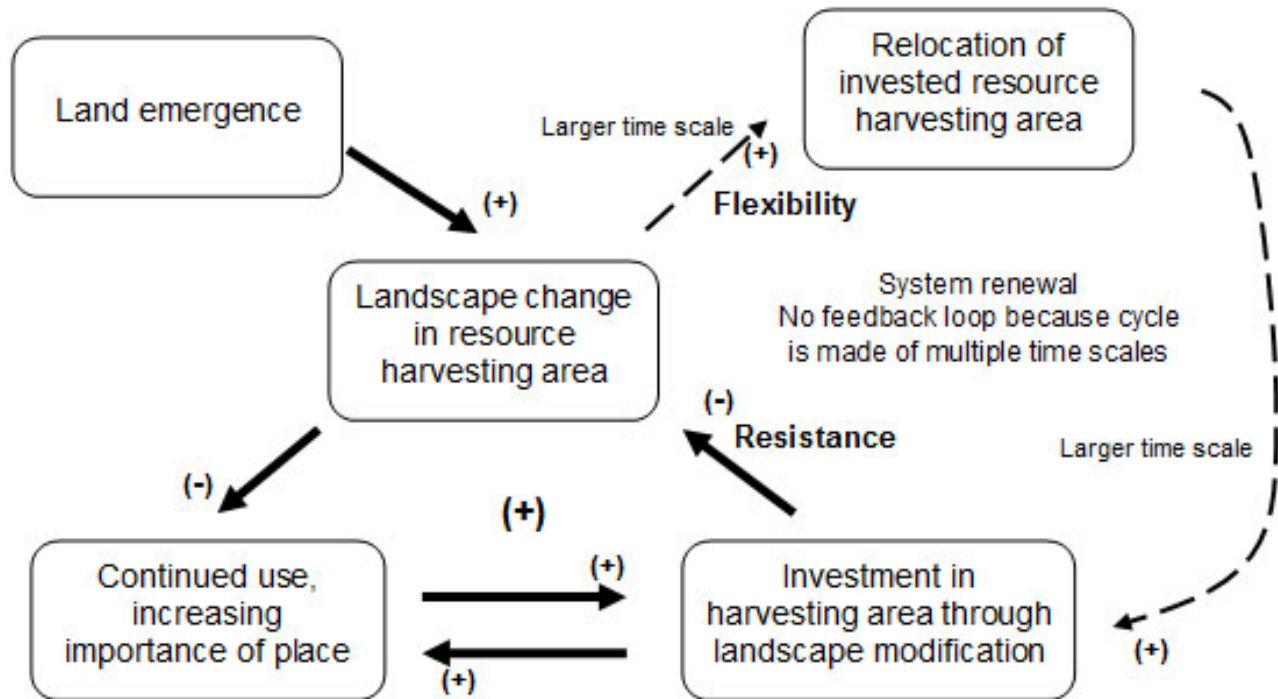 Land emergence
Relocation of
invested resource
harvesting area
Larger time scale
(+)
Flexibility
(+)
Landscape change
in resource
harvesting area
System renewal
No feedback loop because cycle
is made of multiple time scales
(-)
Resistance
Larger time scale
(-)
(+)
Continued use,
increasing
importance of place
(+)
(+)
Investment in
harvesting area through
landscape modification
(+)